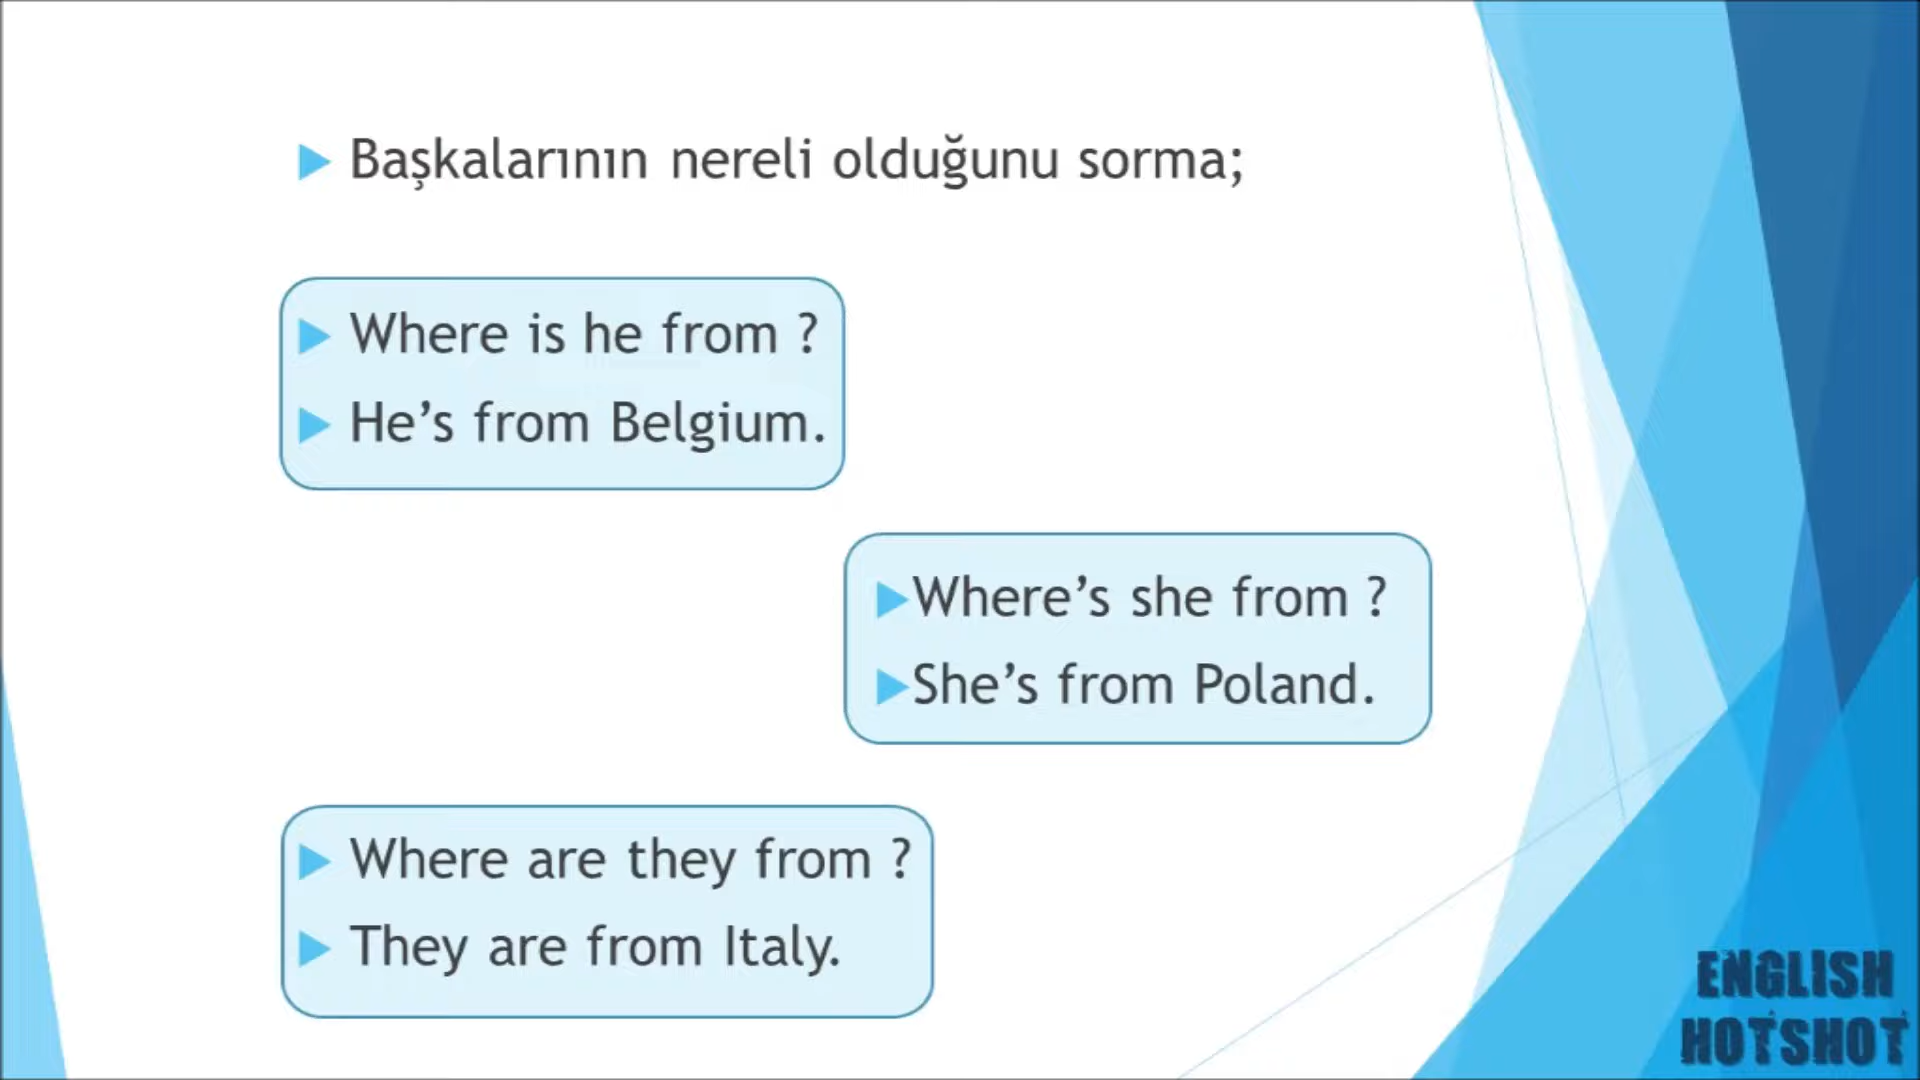 Başkalarının nereli olduğunu sorma;
Where is he from ?
He’s from Belgium.
Where’s she from ?
She’s from Poland.
Where are they from ?
They are from Italy.
ENGLISH
HOTSHOT